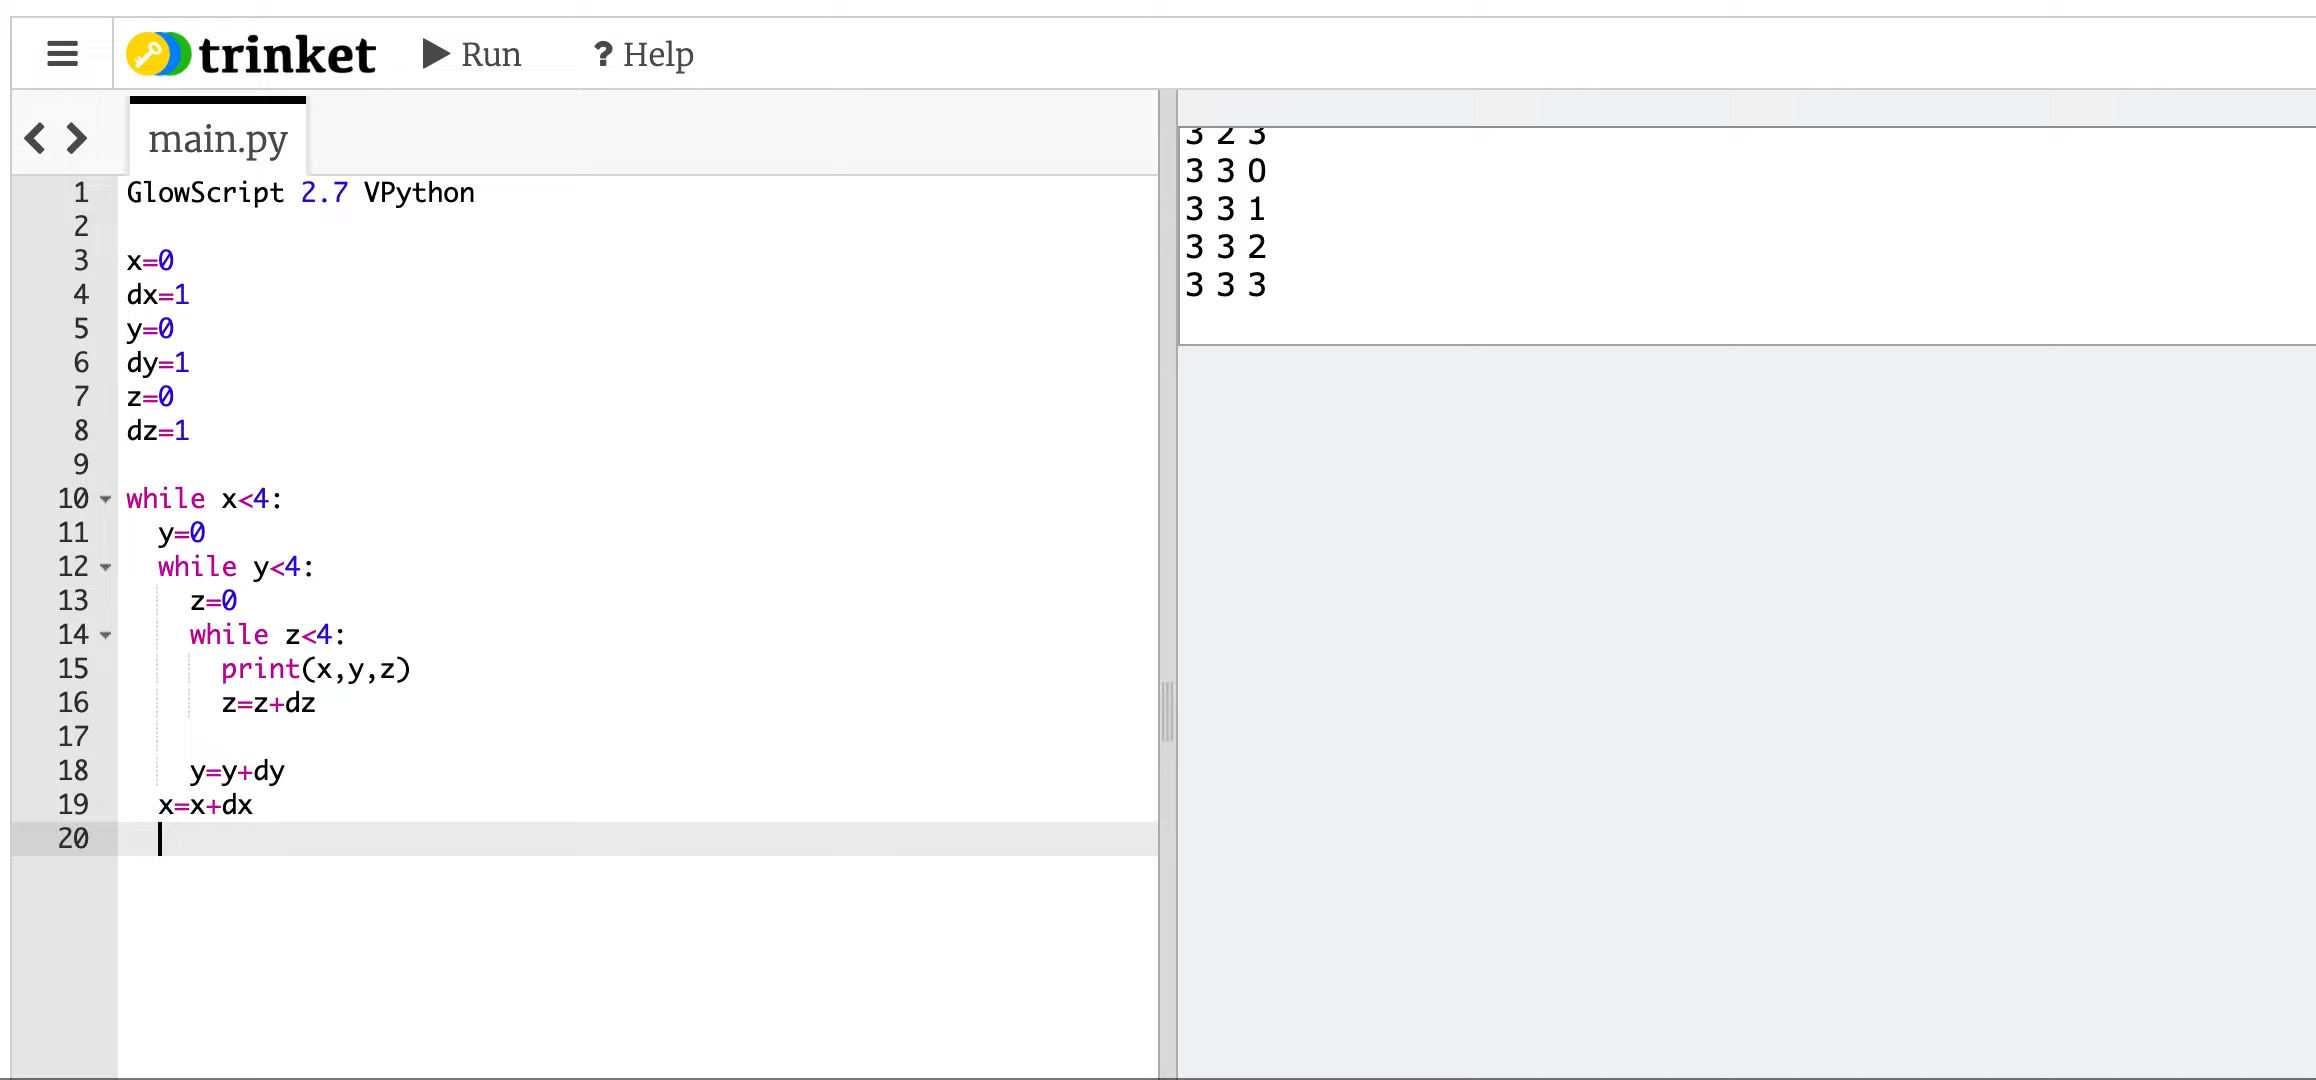 trinket Run ? Help
main.py
1 GlowScript 2.7 VPython
2
3 x=0
4 dx=1
5 y=0
6 dy=1
7 z=0
8 dz=1
9
10 while x<4:
11 y=0
12 while y<4:
13 z=0
14 while z<4:
15 print(x,y,z)
16 z=z+dz
17
18 y=y+dy
19 x=x+dx
20
3 2 3
3 3 0
3 3 1
3 3 2
3 3 3